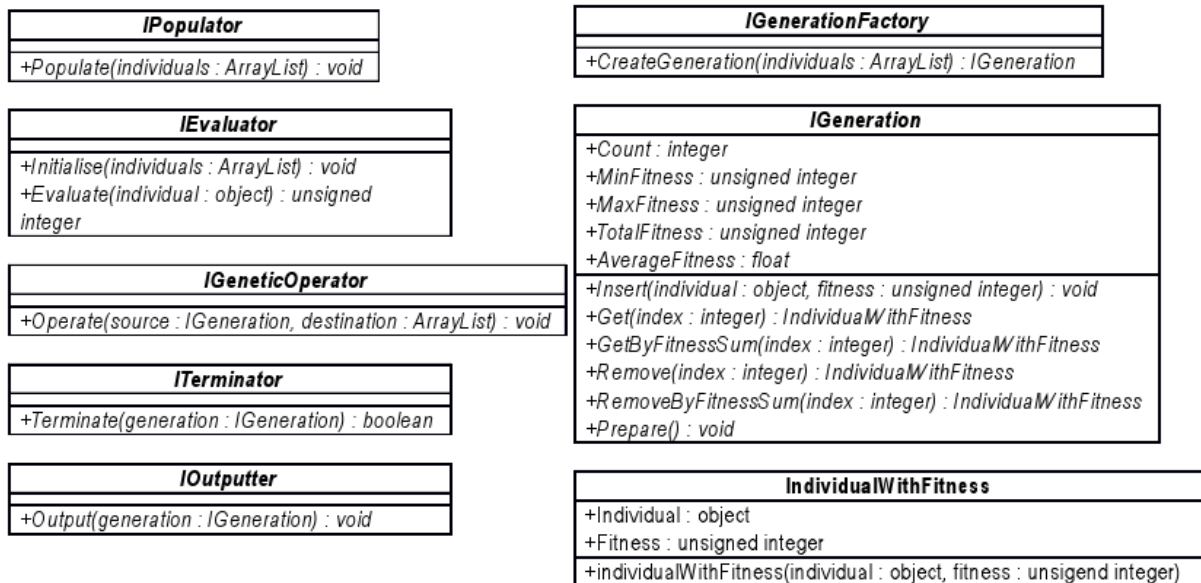 IPopulator
+Populate(individuals : ArrayList) : void
IEvaluator
+Initialise(individuals : ArrayList) : void
+Evaluate(individual : object) : unsigned
integer
IGeneticOperator
+Operate(source : IGeneration, destination : ArrayList) : void
ITerminator
+Terminate(generation : IGeneration) : boolean
IOutputter
+Output(generation : IGeneration) : void
IGenerationFactory
+CreateGeneration(individuals : ArrayList) : IGeneration
IGeneration
+Count : integer
+MinFitness : unsigned integer
+MaxFitness : unsigned integer
+TotalFitness : unsigned integer
+AverageFitness : float
+Insert(individual : object, fitness : unsigned integer) : void
+Get(index : integer) : IndividualWithFitness
+GetByFitnessSum(index : integer) : IndividualWithFitness
+Remove(index : integer) : IndividualWithFitness
+RemoveByFitnessSum(index : integer) : IndividualWithFitness
+Prepare() : void
IndividualWithFitness
+Individual : object
+Fitness : unsigned integer
+individualWithFitness(individual : object, fitness : unsigend integer)